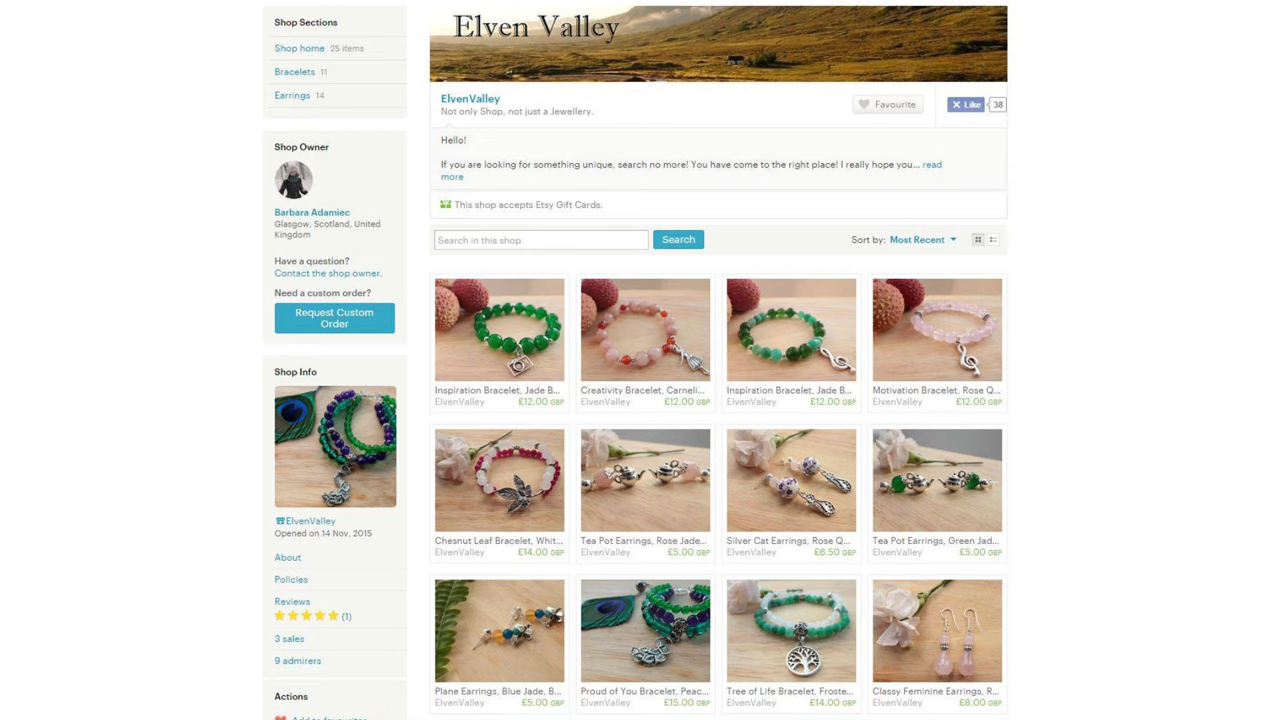 Shop Sections
Shop home 25 items
Bracelets 11
Earrings 14
Shop Owner
Barbara Adamiec
Glasgow, Scotland, United
Kingdom
Have a question?
Contact the shop owner.
Need a custom order?
Request Custom
Order
Shop Info
ElvenValley
Opened on 14 Nov, 2015
About
Policies
Reviews
(1)
3 sales
9 admirers
Actions
Add to favourites
Elven Valley
ElvenValley
Not only Shop, not just a Jewellery.
Favourite
Like 38
Hello!
If you are looking for something unique, search no more! You have come to the right place! I really hope you... read
more
This shop accepts Etsy Gift Cards.
Search in this shop
Search
Sort by: Most Recent
Inspiration Bracelet, Jade B...
ElvenValley £12.00 GBP
Creativity Bracelet, Carneli...
ElvenValley £12.00 GBP
Inspiration Bracelet, Jade B...
ElvenValley £12.00 GBP
Motivation Bracelet, Rose Q...
ElvenValley £12.00 GBP
Chesnut Leaf Bracelet, Whit...
ElvenValley £14.00 GBP
Tea Pot Earrings, Rose Jade...
ElvenValley £5.00 GBP
Silver Cat Earrings, Rose Q...
ElvenValley £6.50 GBP
Tea Pot Earrings, Green Jad...
ElvenValley £5.00 GBP
Plane Earrings, Blue Jade, B...
ElvenValley £5.00 GBP
Proud of You Bracelet, Peac...
ElvenValley £15.00 GBP
Tree of Life Bracelet, Froste...
ElvenValley £14.00 GBP
Classy Feminine Earrings, R...
ElvenValley £8.00 GBP